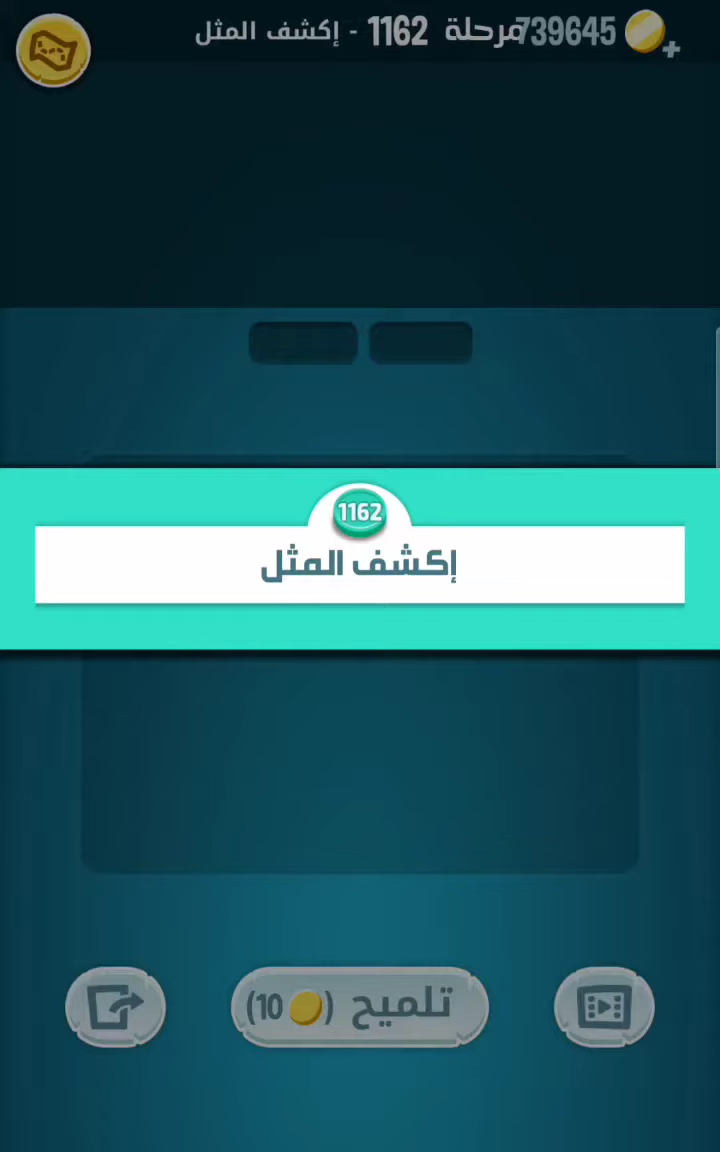 739645 مرحلة 1162 - إكشف المثل
1162
إكشف المثل
تلميح (10)